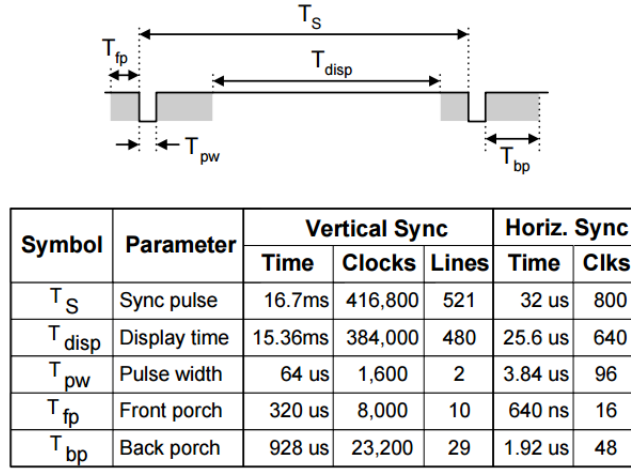 T_S
T_fp
T_disp
T_pw
T_bp
Symbol Parameter Vertical Sync Horiz. Sync
Time Clocks Lines Time Clks
T_S Sync pulse 16.7ms 416,800 521 32 us 800
T_disp Display time 15.36ms 384,000 480 25.6 us 640
T_pw Pulse width 64 us 1,600 2 3.84 us 96
T_fp Front porch 320 us 8,000 10 640 ns 16
T_bp Back porch 928 us 23,200 29 1.92 us 48